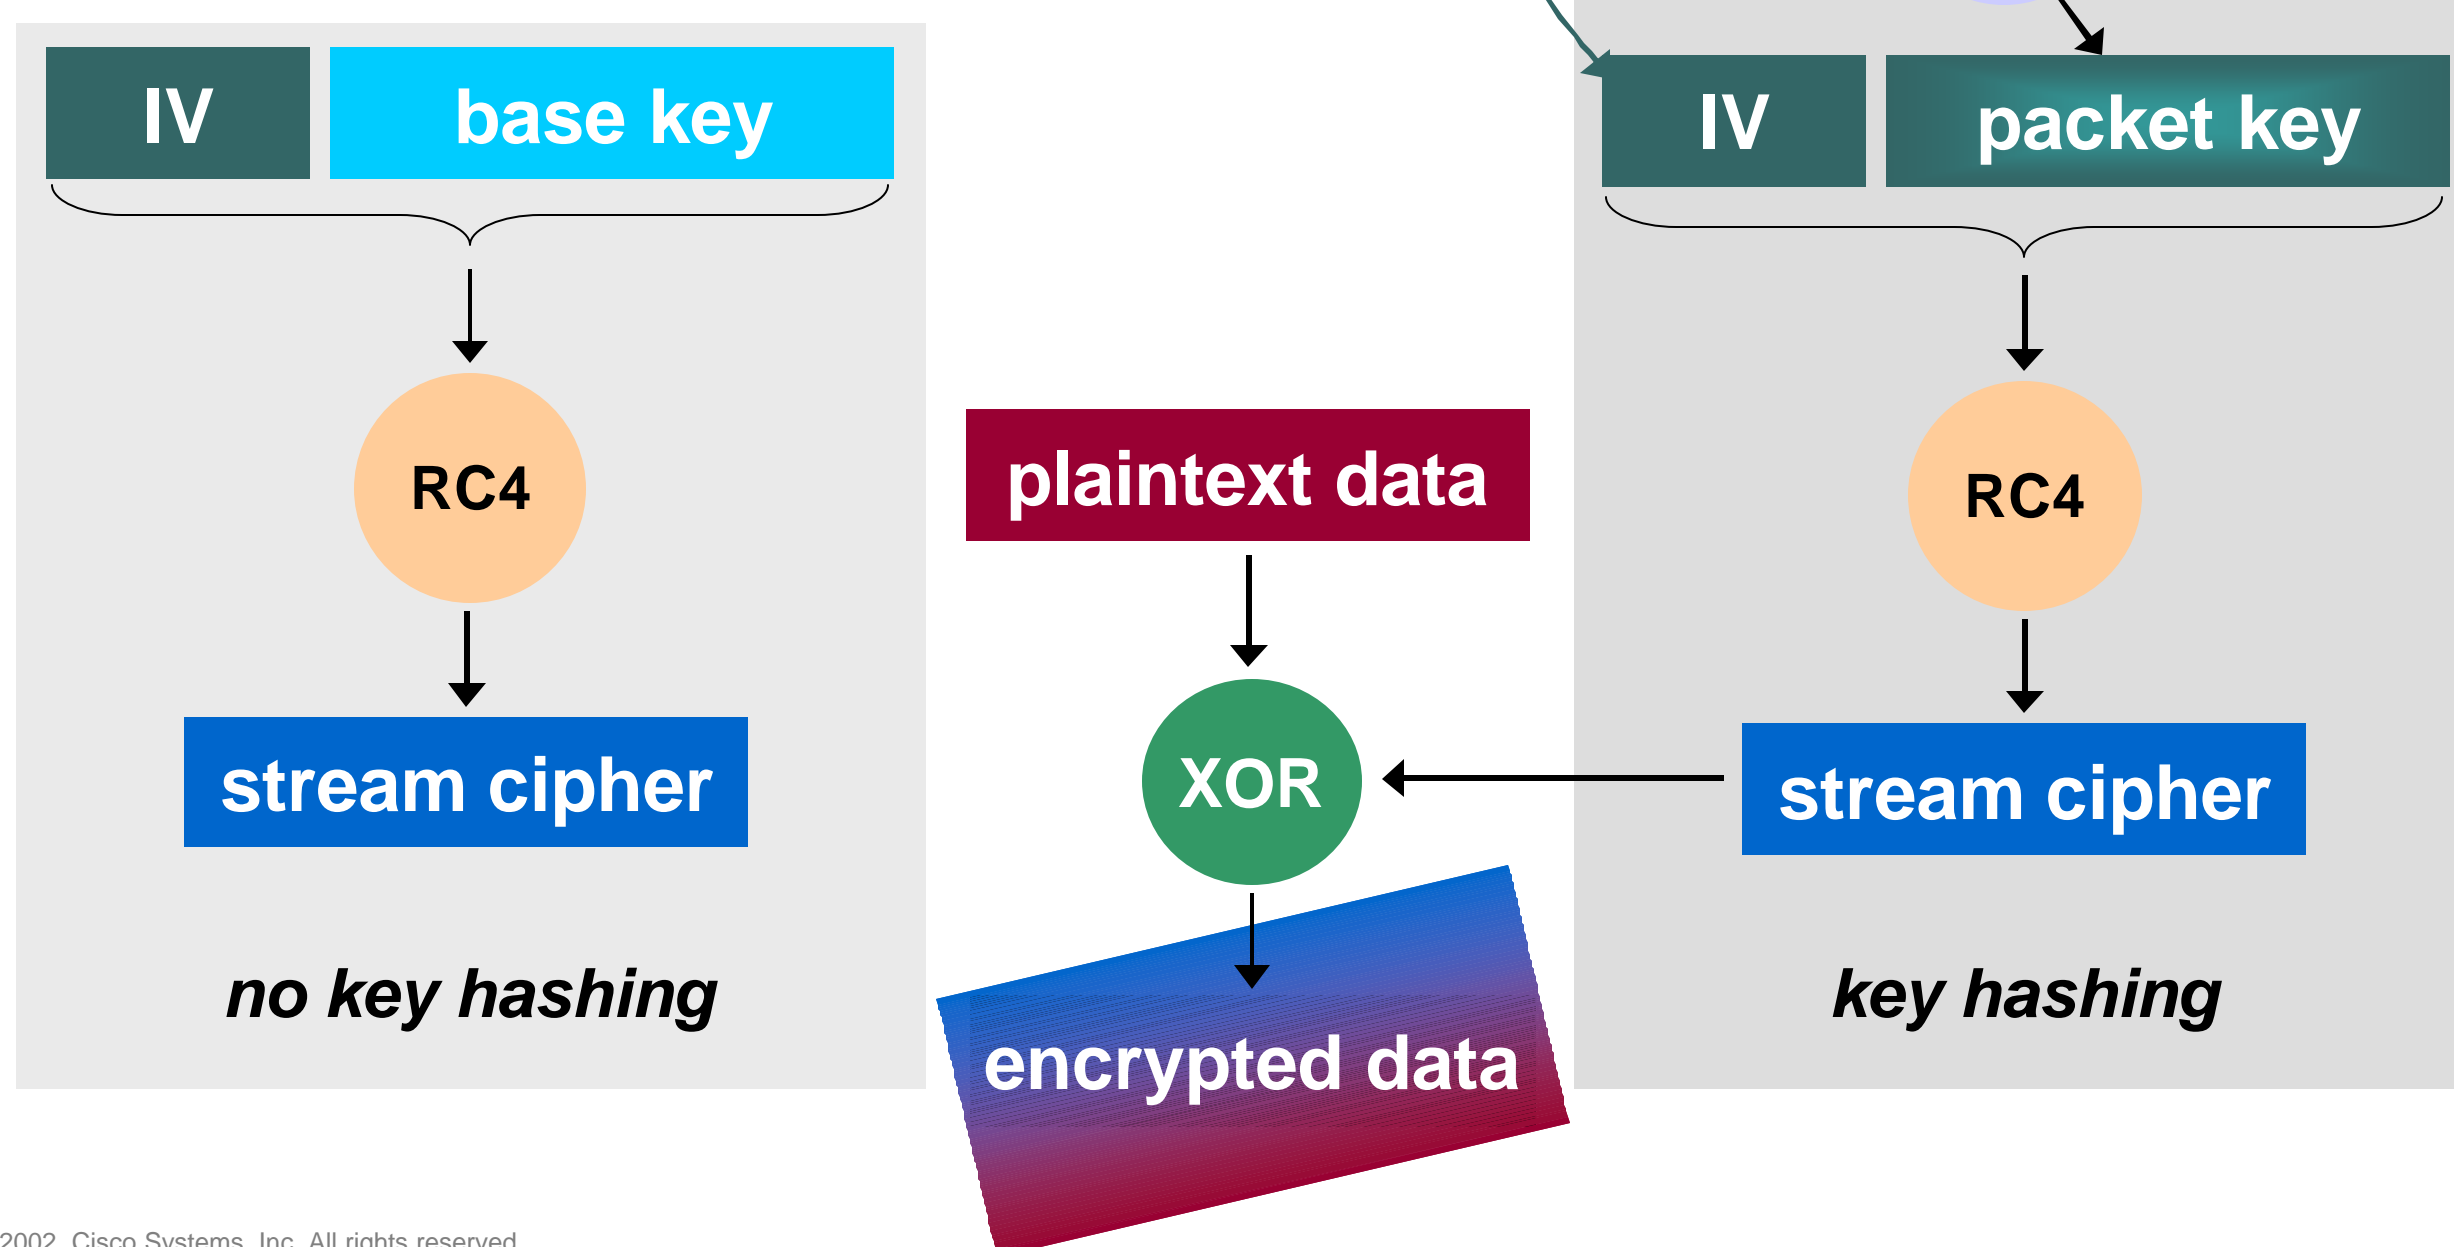 IV
base key
RC4
stream cipher
no key hashing
plaintext data
XOR
encrypted data
IV
packet key
RC4
stream cipher
key hashing
2002, Cisco Systems, Inc. All rights reserved.